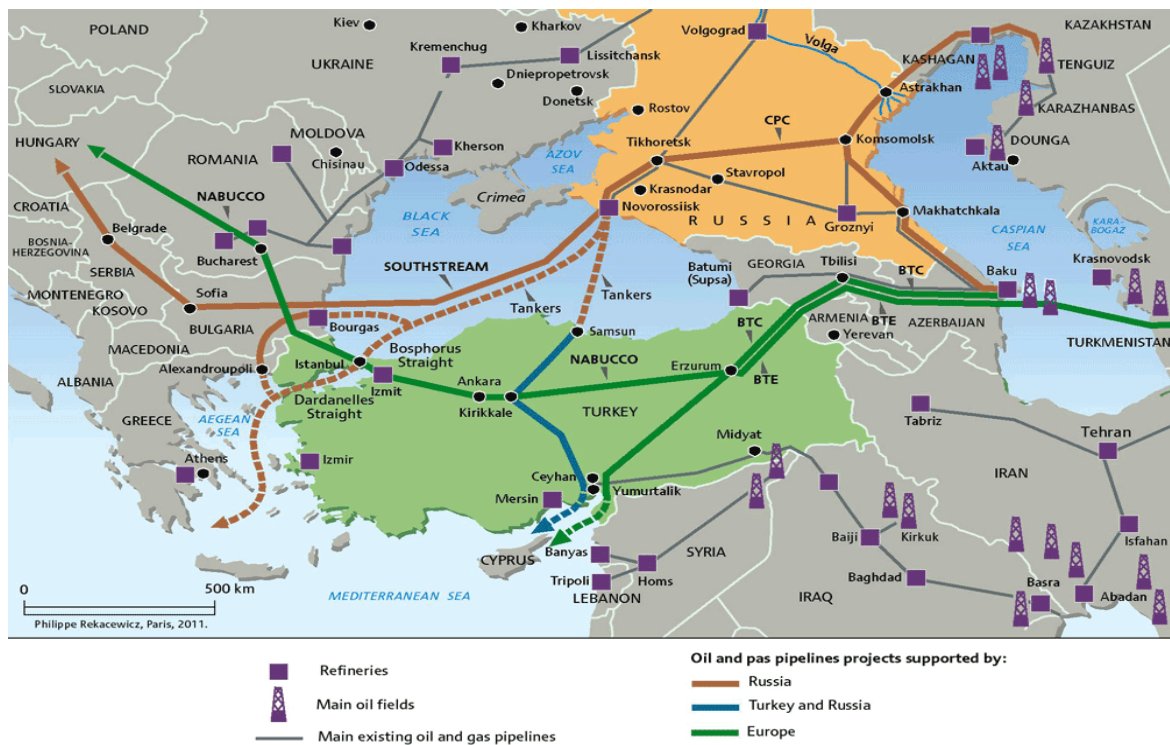 POLAND
Kiev
Kharkov
Volgograd
Volga
KAZAKHSTAN
KASHAGAN
Kremenchug
Lissitchansk
UKRAINE
Dniepropetrovsk
TENGUIZ
SLOVAKIA
Donetsk
Astrakhan
Rostov
KARAZHANBAS
MOLDOVA
CPC
HUNGARY
Tikhoretsk
Komsomolsk
DOUNGA
ROMANIA
Chisinau
Kherson
AZOV
SEA
Odessa
Stavropol
Aktau
NABUCCO
Crimea
Krasnodar
CROATIA
Novorossiisk
RUSSIA
Makhatchkala
Belgrade
BLACK
SEA
Groznyi
KARA-
BOGAZ
BOSNIA-
HERZEGOVINA
Bucharest
CASPIAN
SEA
SERBIA
SOUTHSTREAM
Batumi
(Supsa)
GEORGIA
Tbilisi
BTC
Baku
Krasnovodsk
MONTENEGRO
Sofia
Tankers
Tankers
KOSOVO
BULGARIA
Bourgas
Samsun
BTC
ARMENIA
BTE
AZERBAIJAN
MACEDONIA
Bosphorus
Straight
NABUCCO
Yerevan
TURKMENISTAN
Istanbul
Erzurum
ALBANIA
Alexandroupoli
Izmit
Ankara
BTE
Dardanelles
Straight
Kirikkale
TURKEY
GREECE
AEGEAN
SEA
Tabriz
Tehran
Midyat
Athens
Izmir
Ceyhan
IRAN
Mersin
Yumurtalik
Baiji
Kirkuk
Isfahan
CYPRUS
Banyas
SYRIA
0
500 km
Tripoli
Homs
Baghdad
Basra
Abadan
MEDITERRANEAN SEA
LEBANON
IRAQ
Philippe Rekacewicz, Paris, 2011.
Refineries
Main oil fields
Main existing oil and gas pipelines
Oil and pas pipelines projects supported by:
Russia
Turkey and Russia
Europe